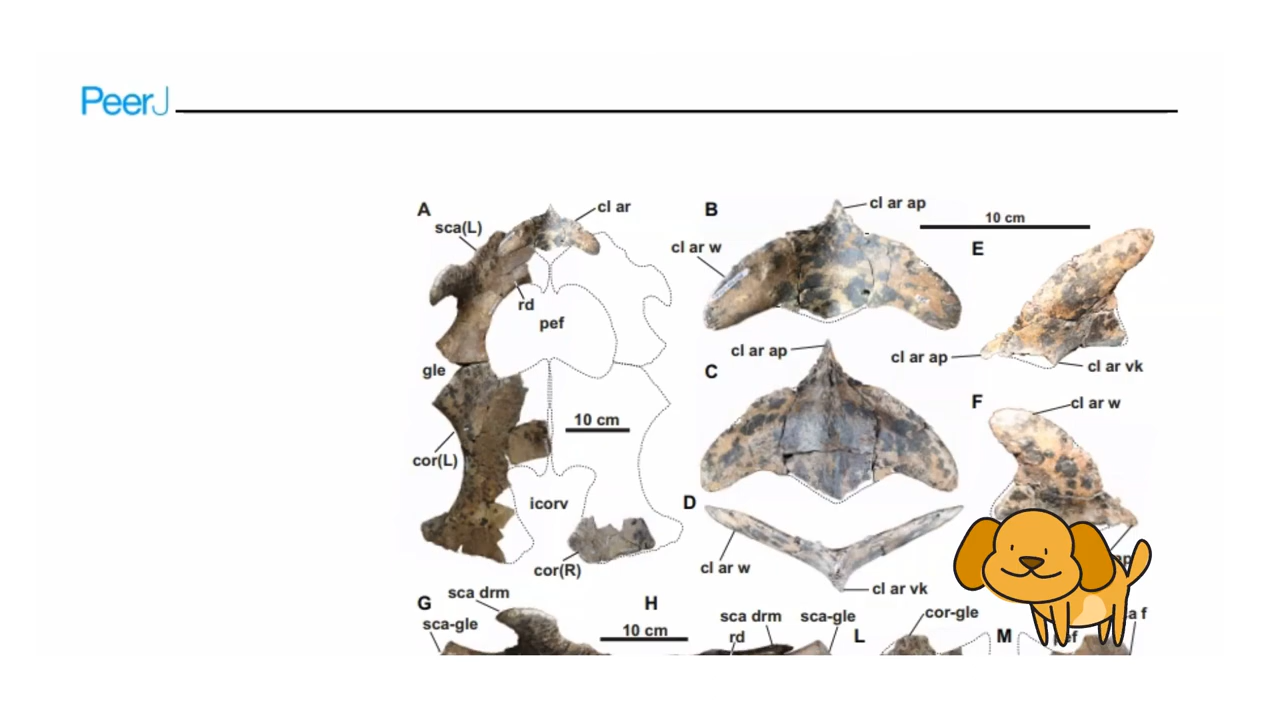 PeerJ
A
cl ar
sca(L)
rd
pef
gle
10 cm
cor(L)
icorv
cor(R)
B
cl ar ap
10 cm
cl ar w
E
cl ar ap
cl ar vk
cl ar ap
C
F
cl ar w
D
cl ar w
cl ar vk
G
sca drm
sca-gle
H
10 cm
sca drm
rd
sca-gle
L
cor-gle
M
pef